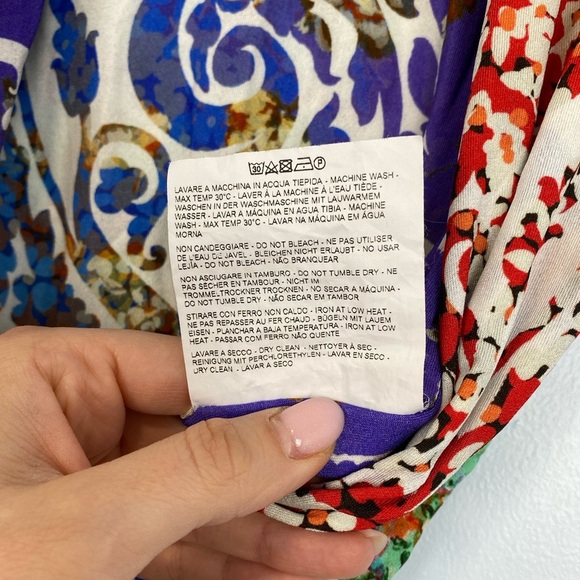 30 P
LAVARE A MACCHINA IN ACQUA TIEPIDA - MACHINE WASH -
MAX TEMP 30°C - LAVER À LA MACHINE À L'EAU TIÈDE -
WASCHEN IN DER WASCHMASCHINE MIT LAUWARMEM
WASSER - LAVAR A MÁQUINA EN AGUA TIBIA - MACHINE
WASH - MAX TEMP 30°C - LAVAR NA MÁQUINA EM ÁGUA
MORNA
NON CANDEGGIARE - DO NOT BLEACH - NE PAS UTILISER
DE L'EAU DE JAVEL - BLEICHEN NICHT ERLAUBT - NO USAR
LEJÍA - DO NOT BLEACH - NÃO BRANQUEAR
NON ASCIUGARE IN TAMBURO - DO NOT TUMBLE DRY - NE
PAS SÉCHER EN TAMBOUR - NICHT IM
TROMMELTROCKNER TROCKNEN - NO SECAR A MÁQUINA -
DO NOT TUMBLE DRY - NÃO SECAR EM TAMBOR
STIRARE CON FERRO NON CALDO - IRON AT LOW HEAT -
NE PAS REPASSER AU FER CHAUD - BÜGELN MIT LAUEM
EISEN - PLANCHAR A BAJA TEMPERATURA - IRON AT LOW
HEAT - PASSAR COM FERRO NÃO QUENTE
LAVARE A SECCO - DRY CLEAN - NETTOYER À SEC -
REINIGUNG MIT PERCHLORETHYLEN - LAVAR EN SECO -
DRY CLEAN - LAVAR A SECO